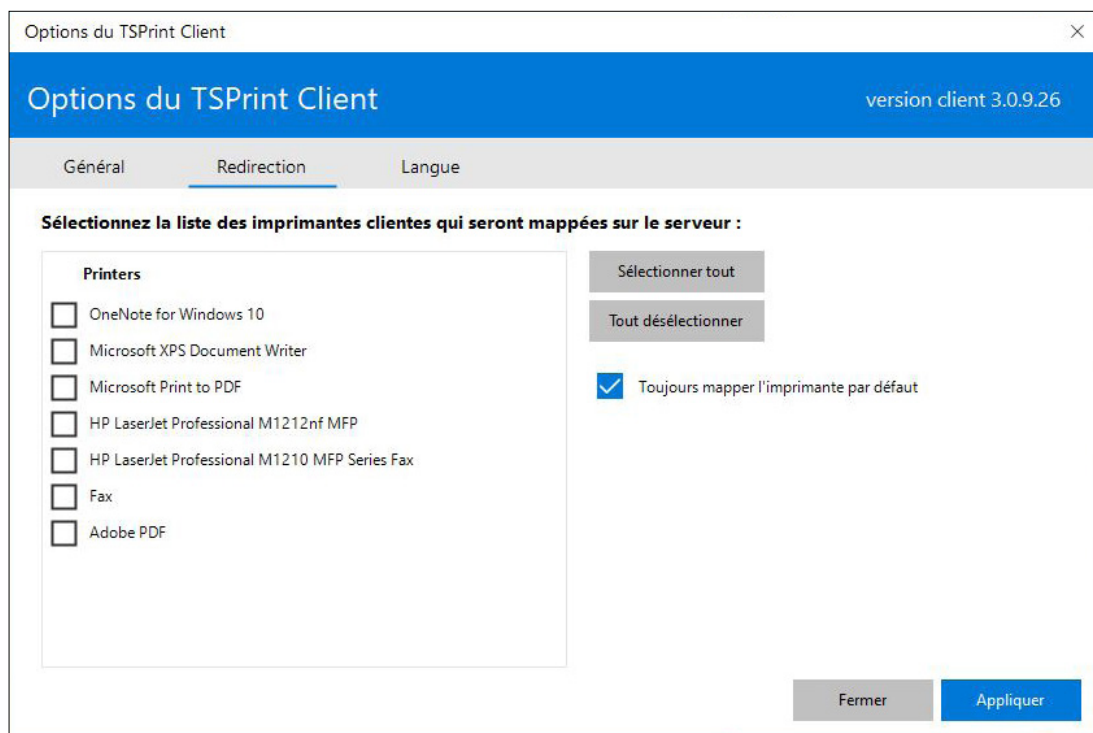 Options du TSPrint Client
Options du TSPrint Client
version client 3.0.9.26
Général
Redirection
Langue
Sélectionnez la liste des imprimantes clientes qui seront mappées sur le serveur :
Printers
OneNote for Windows 10
Microsoft XPS Document Writer
Microsoft Print to PDF
HP LaserJet Professional M1212nf MFP
HP LaserJet Professional M1210 MFP Series Fax
Fax
Adobe PDF
Sélectionner tout
Tout désélectionner
Toujours mapper l'imprimante par défaut
Fermer
Appliquer